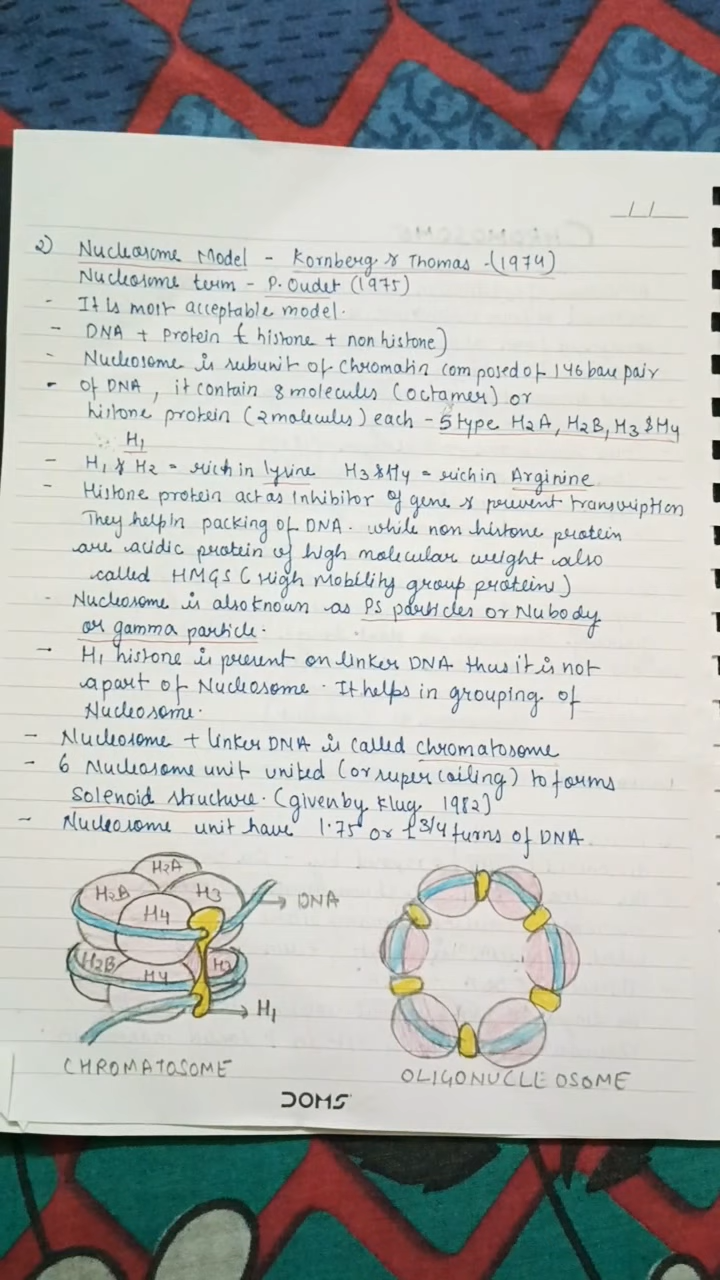 2) Nucleosome Model - Kornberg & Thomas - (1974)
Nucleosome term - P. Oudet (1975)
- It is most acceptable model.
- DNA + Protein ( histone + non histone)
- Nucleosome is subunit of Chromatin composed of 146 base pair
- of DNA, it contain 8 molecules (octamer) or
histone protein (2 molecules) each - 5 type H2A, H2B, H3 & H4
H1
- H1 & H2 = rich in lysine H3 & H4 = rich in Arginine
- Histone protein act as inhibitor of gene & prevent transcription
They help in packing of DNA. while non histone protein
are acidic protein of high molecular weight also
called HMGS (High Mobility group protein)
- Nucleosome is also known as PS particles or Nubody
or gamma particle.
- H1 histone is present on linker DNA thus it is not
a part of Nucleosome. It helps in grouping of
Nucleosome.
- Nucleosome + linker DNA is called Chromatosome
- 6 Nucleosome unit united (or super coiling) to forms
Solenoid structure. (given by Klug 1982)
- Nucleosome unit have 1.75 or 1 3/4 turns of DNA
H2A
H2A H3
H4
→ DNA
H2B H4
→ H1
CHROMATOSOME
OLIGONUCLEOSOME
DOMS